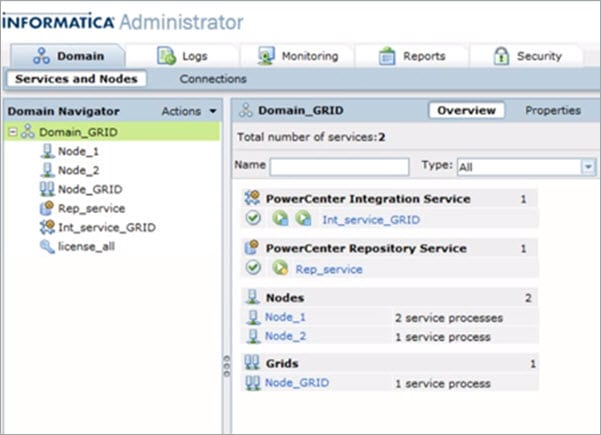 INFORMATICA Administrator
Domain Logs Monitoring Reports Security
Services and Nodes Connections
Domain Navigator Actions
Domain_GRID
Node_1
Node_2
Node_GRID
Rep_service
Int_service_GRID
license_all
Domain_GRID Overview Properties
Total number of services:2
Name Type: All
PowerCenter Integration Service 1
Int_service_GRID
PowerCenter Repository Service 1
Rep_service
Nodes 2
Node_1 2 service processes
Node_2 1 service process
Grids 1
Node_GRID 1 service process